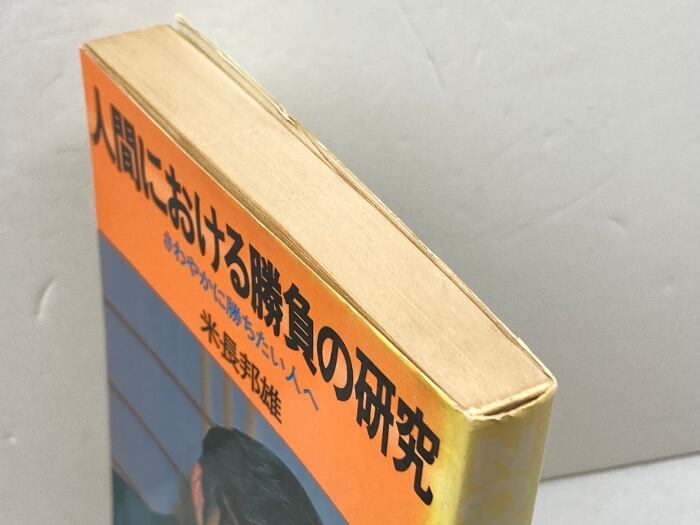 人間における勝負の研究
さわやかに勝ちたい人へ
米長邦雄